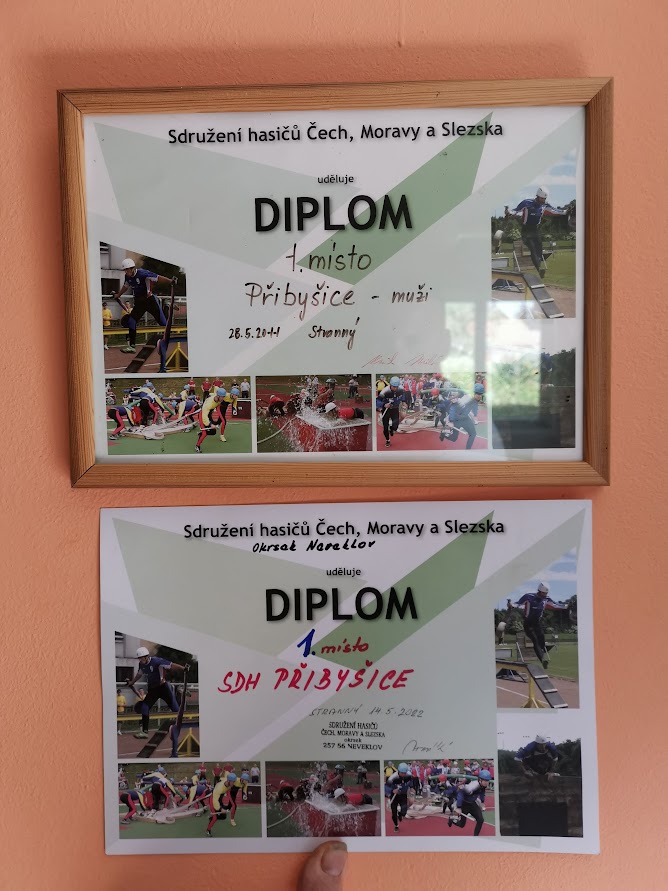 Sdružení hasičů Čech, Moravy a Slezska
uděluje
DIPLOM
1. místo
Přibyšice - muži
28.5.2011 Stranný
Sdružení hasičů Čech, Moravy a Slezska
Okrsek Neveklov
uděluje
DIPLOM
1. místo
SDH PŘIBYŠICE
STRANNÝ 14.5.2022
SDRUŽENÍ HASIČŮ
ČECH, MORAVY A SLEZSKA
okrsek
257 56 NEVEKLOV